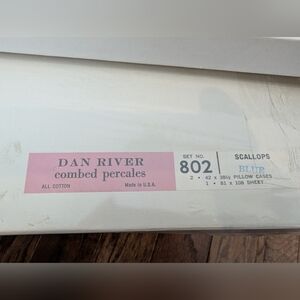 DAN RIVER
combed percales
ALL COTTON Made in U.S.A.
SET NO.
802
SCALLOPS
BLUE
2 - 42 x 38½ PILLOW CASES
1 - 81 x 108 SHEET